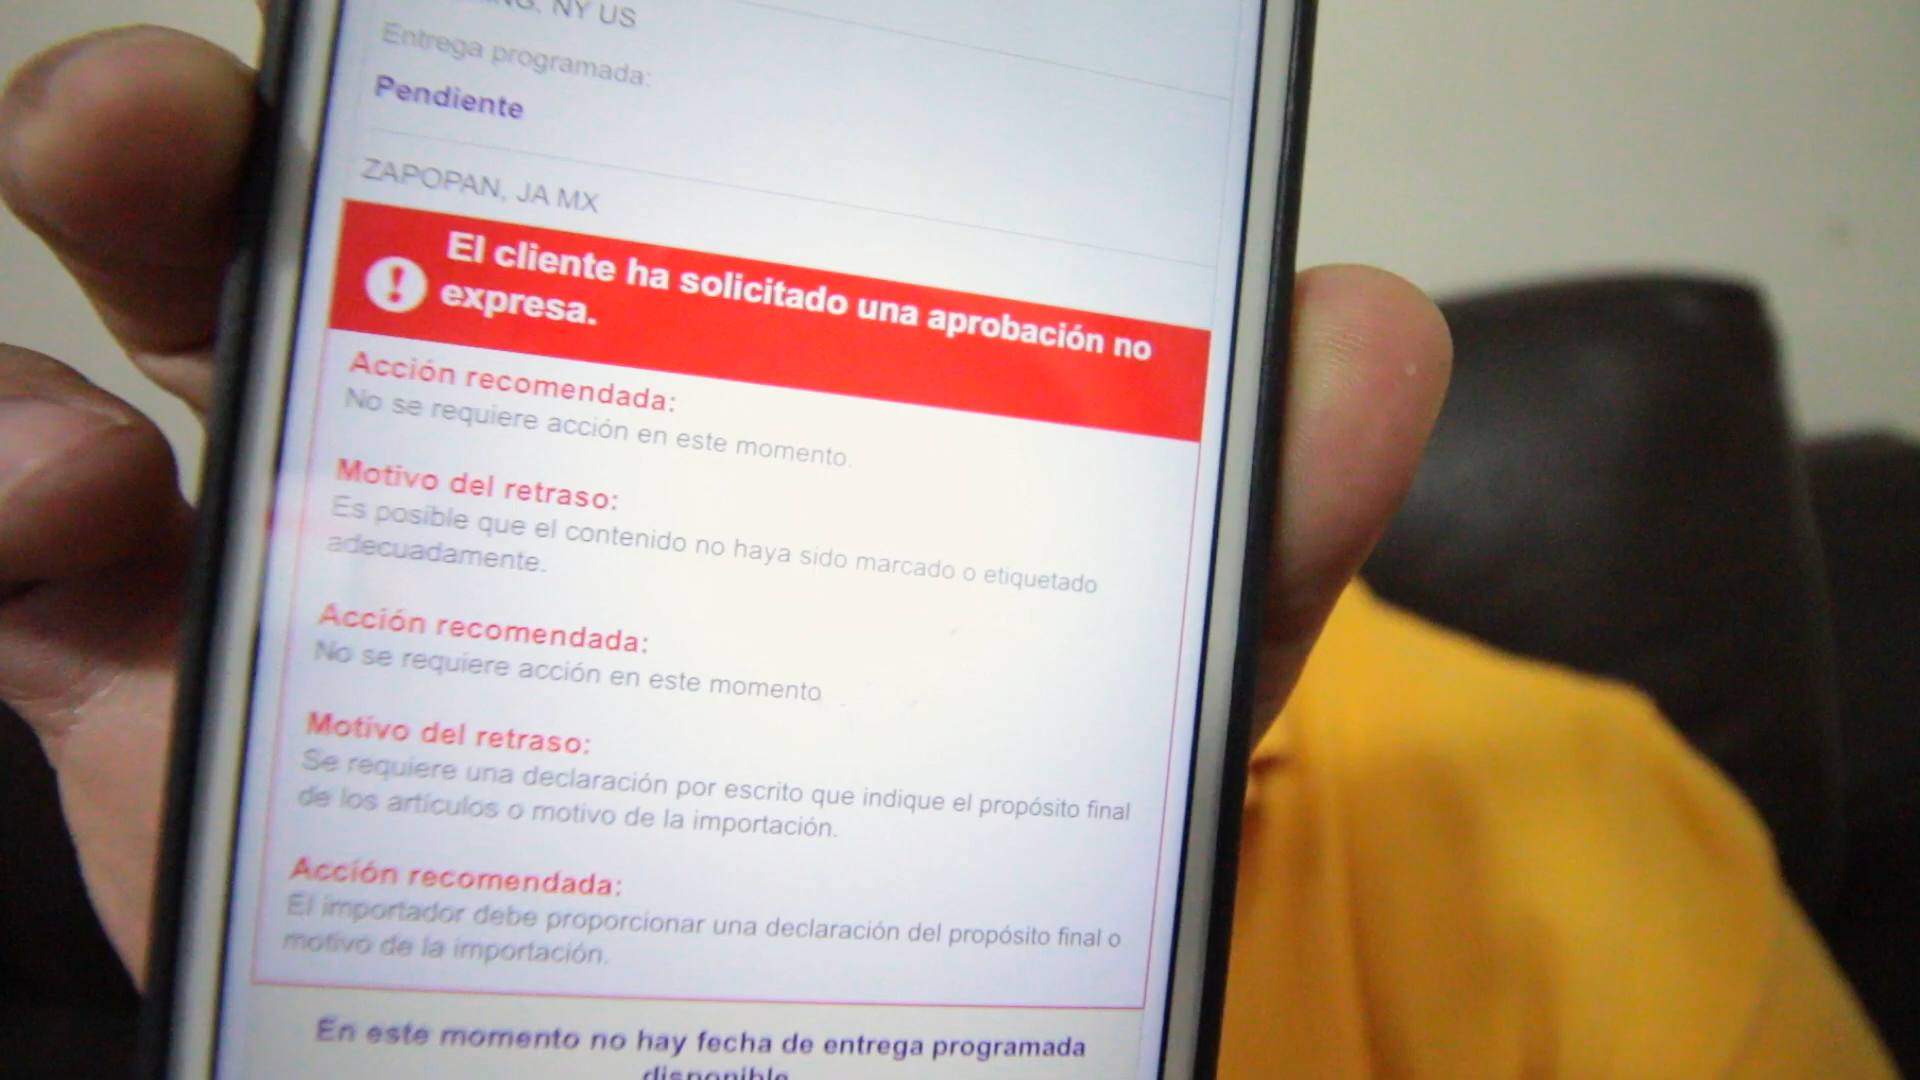 NY US
Entrega programada:
Pendiente
ZAPOPAN, JA MX
El cliente ha solicitado una aprobación no
expresa.
Acción recomendada:
No se requiere acción en este momento.
Motivo del retraso:
Es posible que el contenido no haya sido marcado o etiquetado
adecuadamente.
Acción recomendada:
No se requiere acción en este momento
Motivo del retraso:
Se requiere una declaración por escrito que indique el propósito final
de los artículos o motivo de la importación.
Acción recomendada:
El importador debe proporcionar una declaración del propósito final o
motivo de la importación.
En este momento no hay fecha de entrega programada
disponible